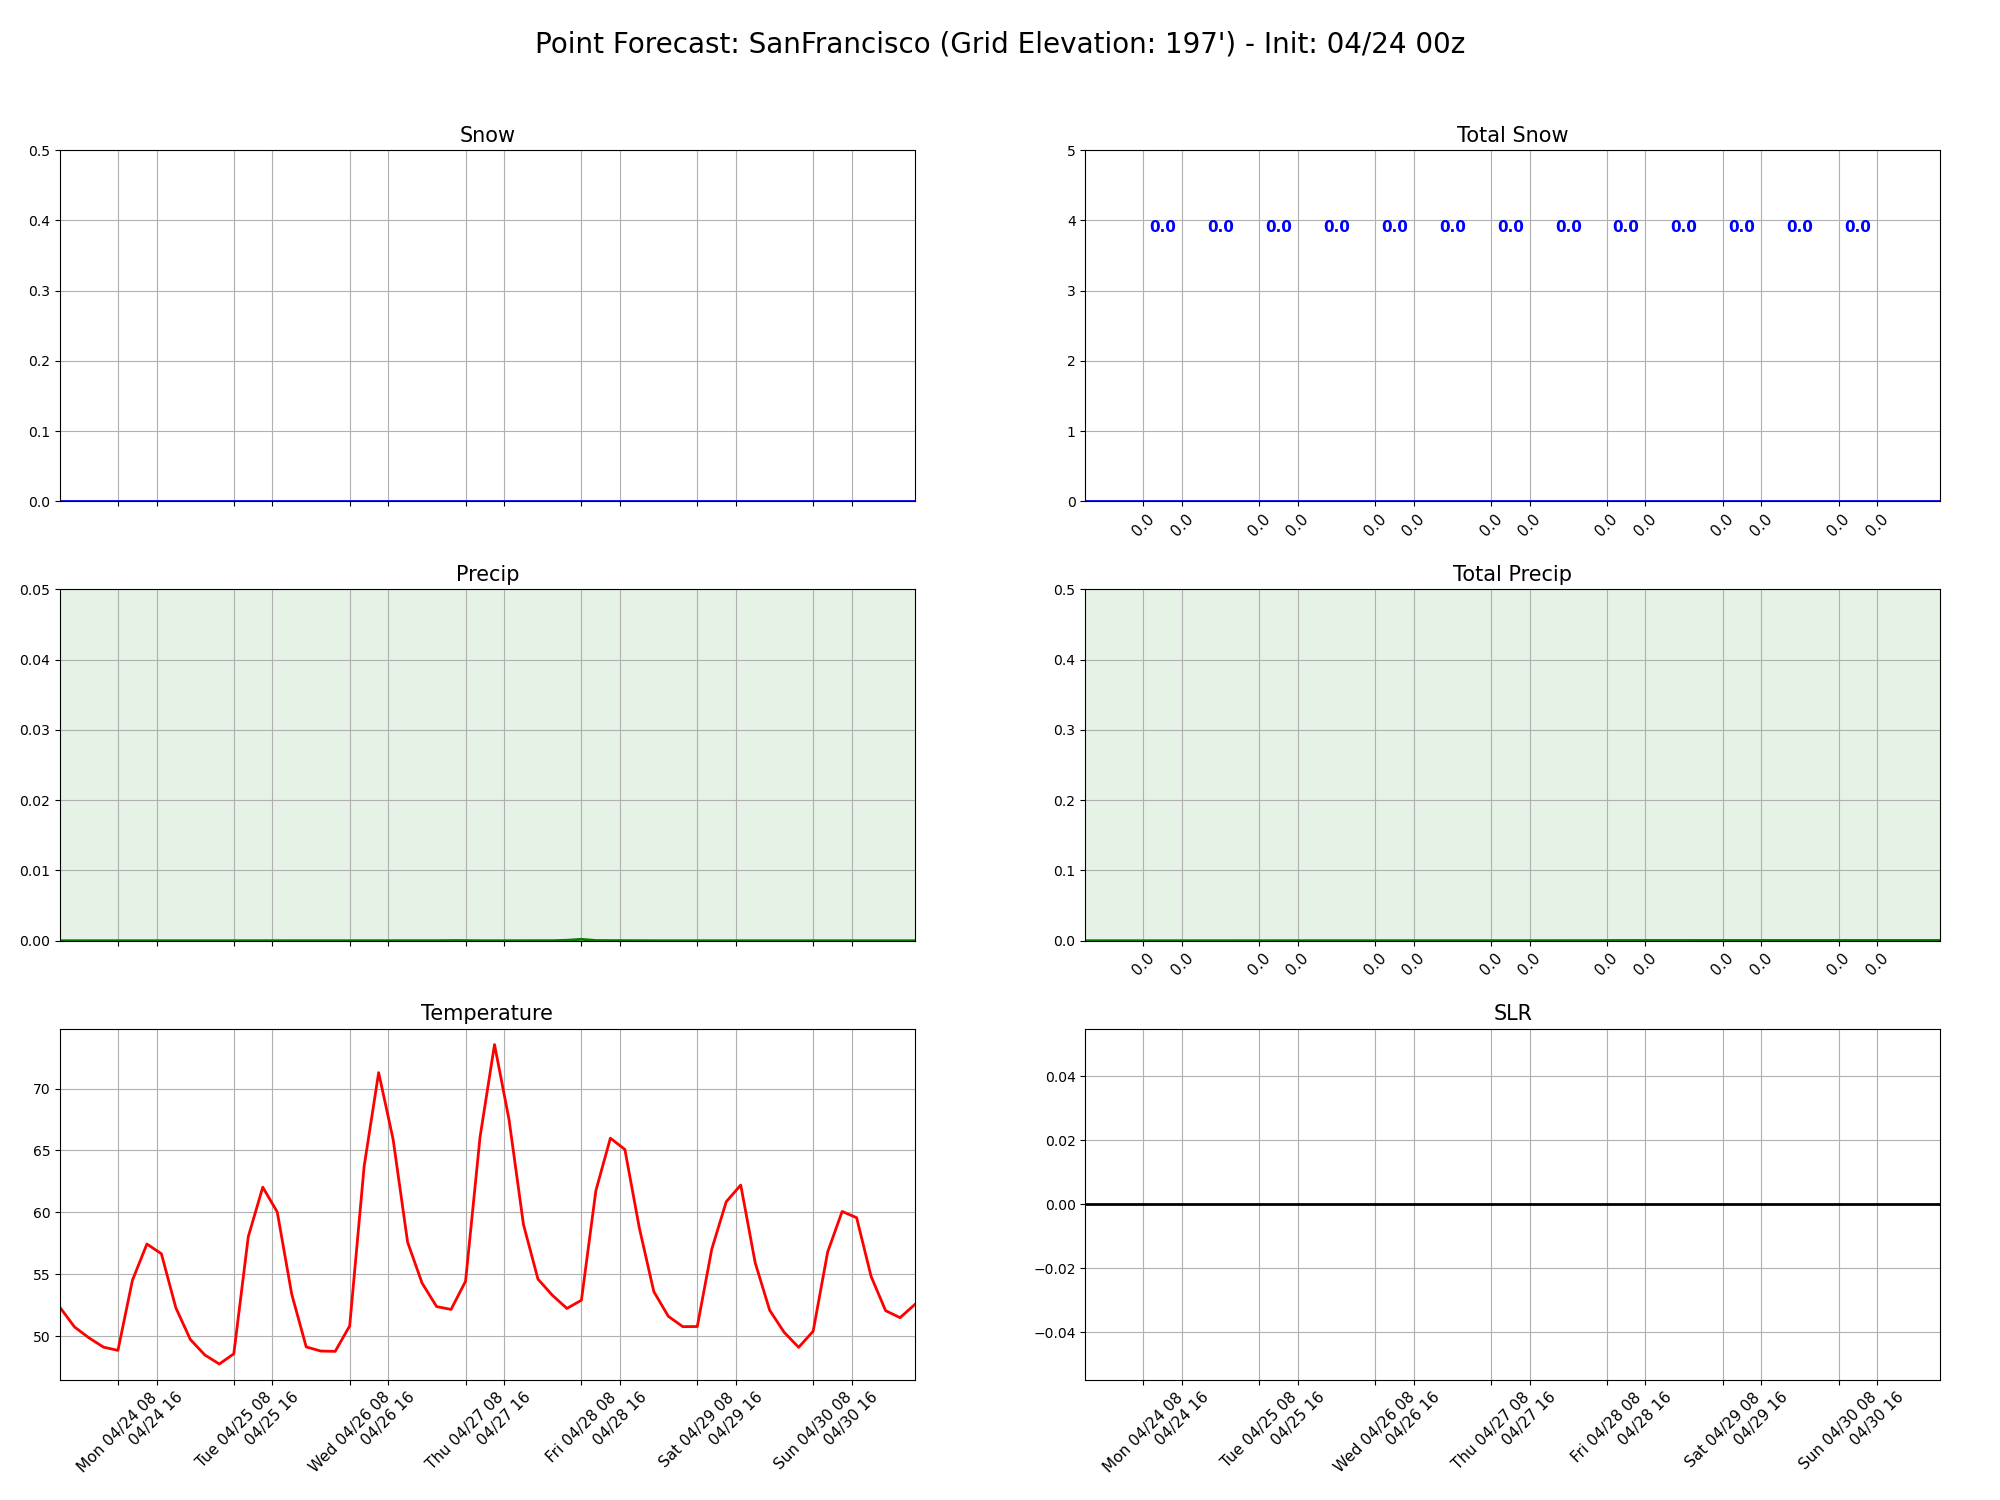 Point Forecast: SanFrancisco (Grid Elevation: 197') - Init: 04/24 00z
Snow
0.5
0.4
0.3
0.2
0.1
0.0
Total Snow
5
4
3
2
1
0
0.0 0.0 0.0 0.0 0.0 0.0 0.0 0.0 0.0 0.0 0.0 0.0 0.0
0.0 0.0 0.0 0.0 0.0 0.0 0.0 0.0 0.0 0.0 0.0 0.0 0.0 0.0
Precip
0.05
0.04
0.03
0.02
0.01
0.00
Total Precip
0.5
0.4
0.3
0.2
0.1
0.0
0.0 0.0 0.0 0.0 0.0 0.0 0.0 0.0 0.0 0.0 0.0 0.0 0.0 0.0
Temperature
70
65
60
55
50
Mon 04/24 08
04/24 16
Tue 04/25 08
04/25 16
Wed 04/26 08
04/26 16
Thu 04/27 08
04/27 16
Fri 04/28 08
04/28 16
Sat 04/29 08
04/29 16
Sun 04/30 08
04/30 16
SLR
0.04
0.02
0.00
−0.02
−0.04
Mon 04/24 08
04/24 16
Tue 04/25 08
04/25 16
Wed 04/26 08
04/26 16
Thu 04/27 08
04/27 16
Fri 04/28 08
04/28 16
Sat 04/29 08
04/29 16
Sun 04/30 08
04/30 16